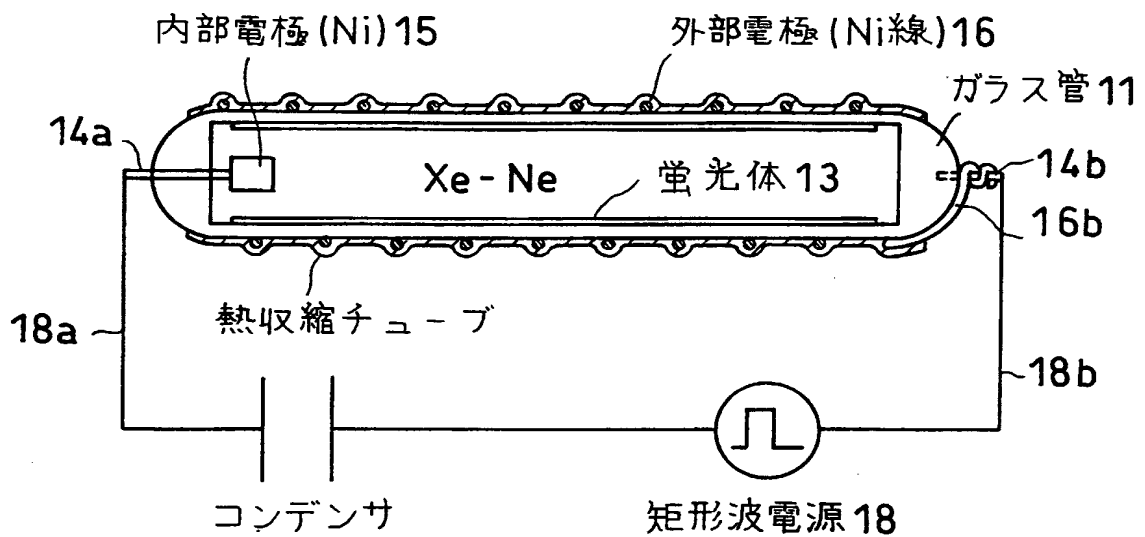 内部電極(Ni)15
外部電極(Ni線)16
ガラス管11
14a
14b
Xe-Ne
蛍光体13
16b
熱収縮チューブ
18a
18b
コンデンサ
矩形波電源18